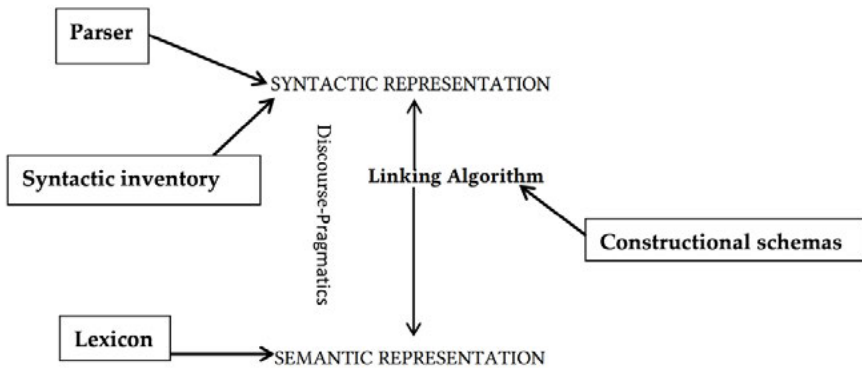 Parser
SYNTACTIC REPRESENTATION
Discourse-Pragmatics
Syntactic inventory
Linking Algorithm
Constructional schemas
Lexicon
SEMANTIC REPRESENTATION